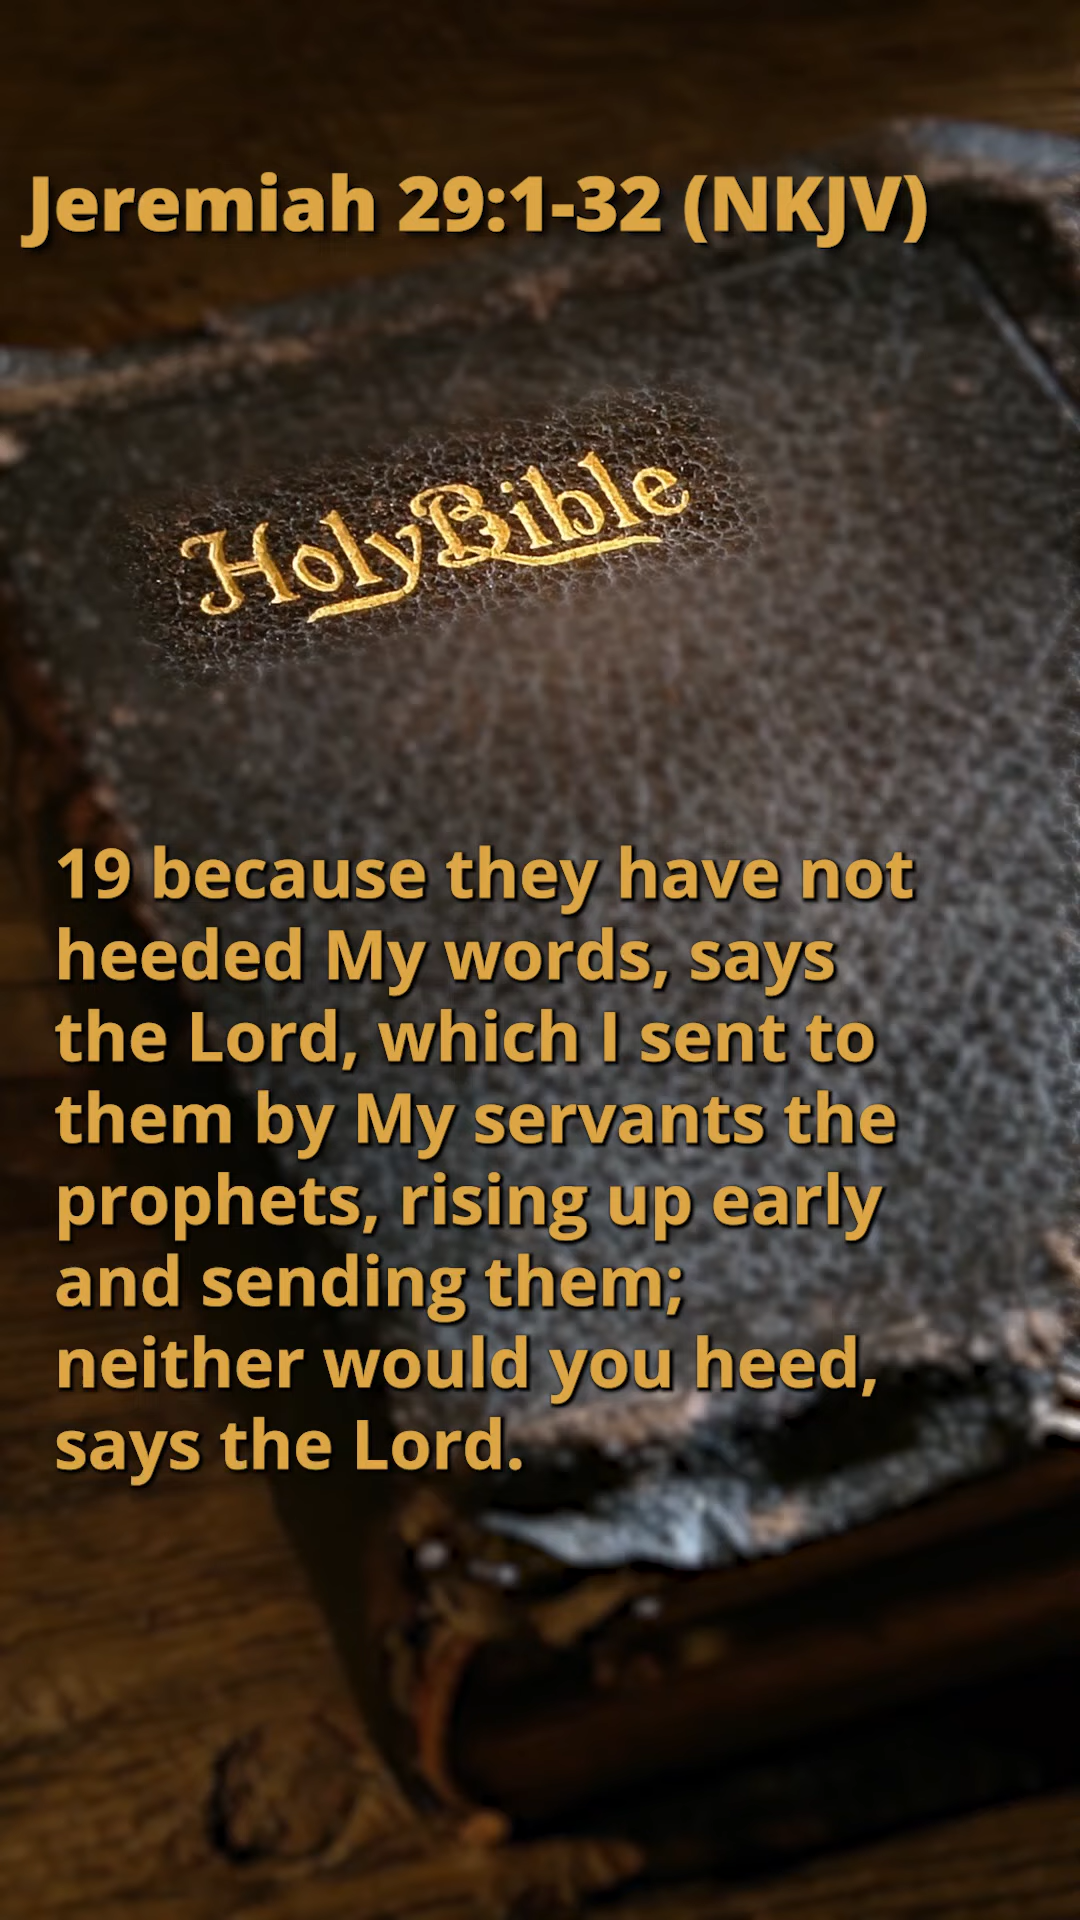 Jeremiah 29:1-32 (NKJV)
Holy Bible
19 because they have not
heeded My words, says
the Lord, which I sent to
them by My servants the
prophets, rising up early
and sending them;
neither would you heed,
says the Lord.